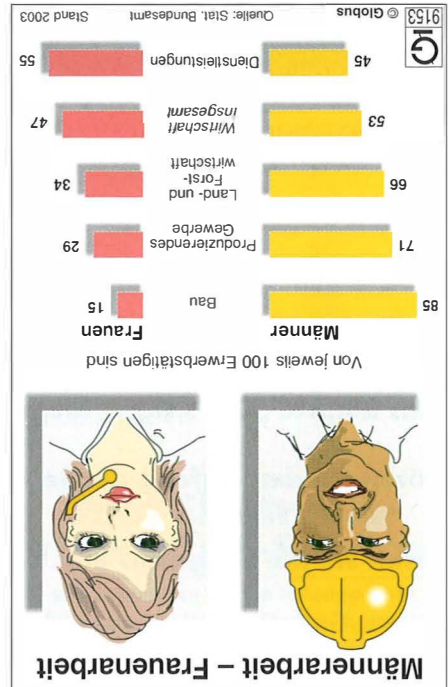 Männerarbeit – Frauenarbeit
Von jeweils 100 Erwerbstätigen sind
Männer Frauen
85 Bau 15
71 Produzierendes
Gewerbe 29
66 Land- und
Forst-
wirtschaft 34
53 Wirtschaft
insgesamt 47
45 Dienstleistungen 55
G
9153
© Globus Quelle: Stat. Bundesamt Stand 2003